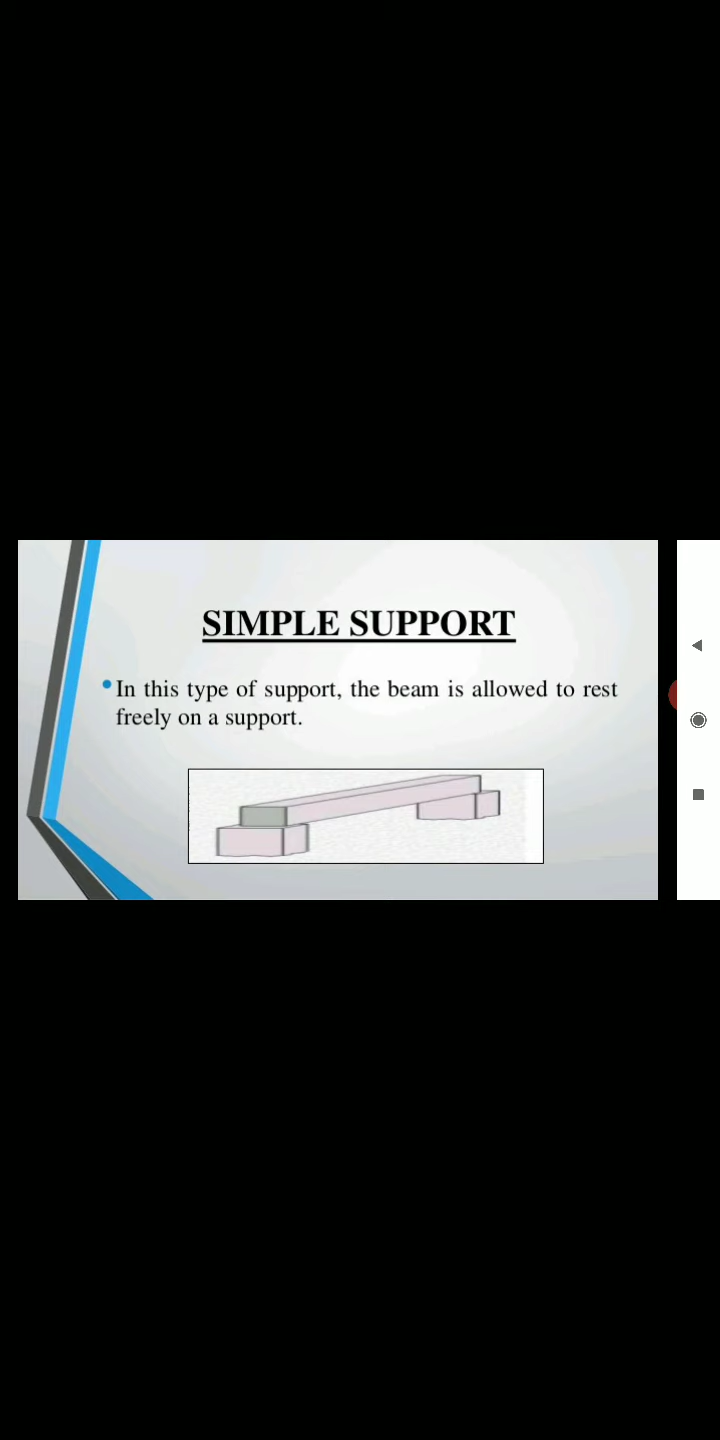 SIMPLE SUPPORT
• In this type of support, the beam is allowed to rest
freely on a support.